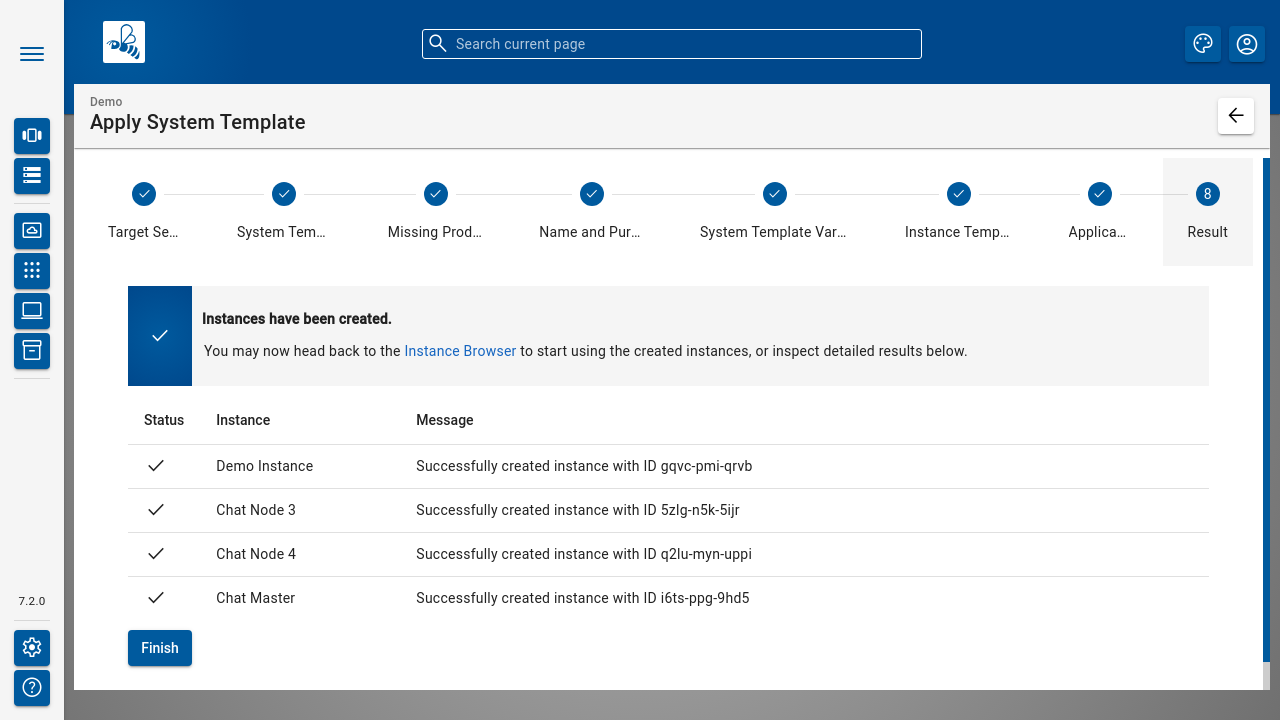 Search current page
Demo
Apply System Template
8
Target Se...
System Tem...
Missing Prod...
Name and Pur...
System Template Var...
Instance Temp...
Applica...
Result
Instances have been created.
You may now head back to the Instance Browser to start using the created instances, or inspect detailed results below.
Status Instance Message
Demo Instance Successfully created instance with ID gqvc-pmi-qrvb
Chat Node 3 Successfully created instance with ID 5zlg-n5k-5ijr
Chat Node 4 Successfully created instance with ID q2lu-myn-uppi
Chat Master Successfully created instance with ID i6ts-ppg-9hd5
Finish
7.2.0